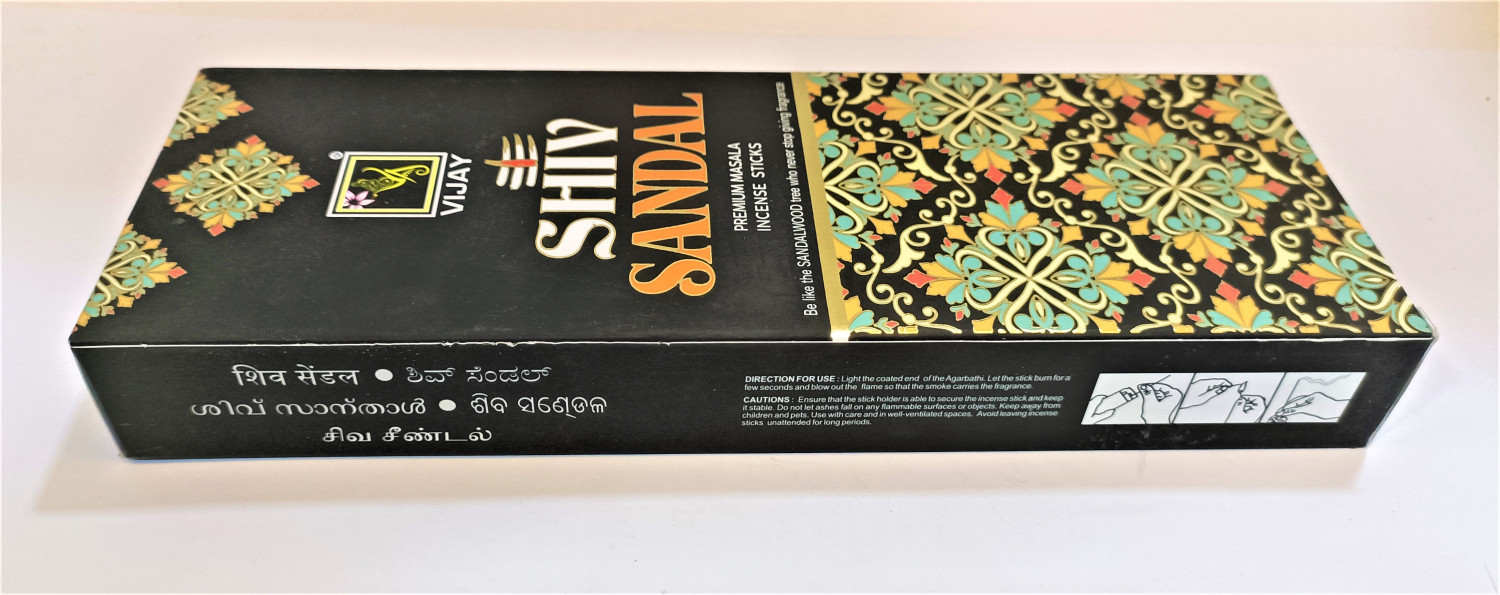 VIJAY
®
SHIV
SANDAL
PREMIUM MASALA
INCENSE STICKS
Be like the SANDALWOOD tree who never stop giving fragrance
शिव सेंडल ● ಶಿವ್ ಸೆಂಡಲ್
ശിവ് സാന്താൾ ● ଶିବ ସଣ୍ଡେଲ
சிவ சீண்டல்
DIRECTION FOR USE : Light the coated end of the Agarbathi. Let the stick burn for a
few seconds and blow out the flame so that the smoke carries the fragrance.
CAUTIONS : Ensure that the stick holder is able to secure the incense stick and keep
it stable. Do not let ashes fall on any flammable surfaces or objects. Keep away from
children and pets. Use with care and in well-ventilated spaces. Avoid leaving incense
sticks unattended for long periods.